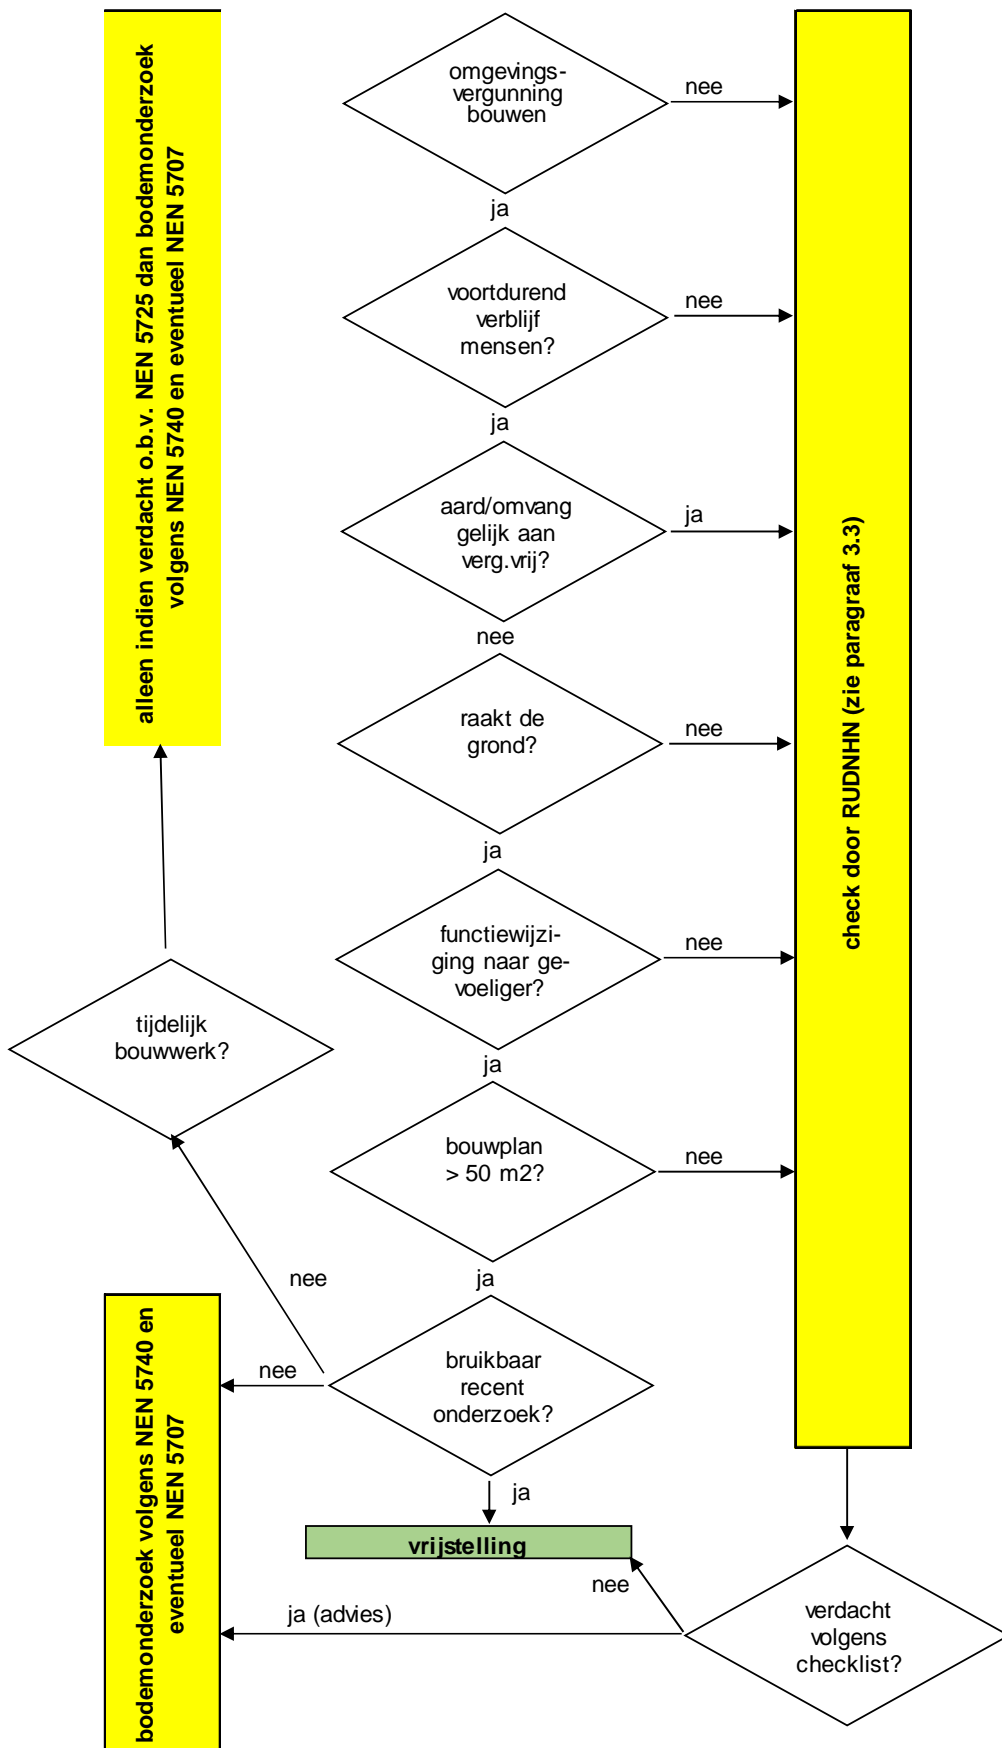 omgevings-
vergunning
bouwen
nee
ja
voortdurend
verblijf
mensen?
nee
ja
aard/omvang
gelijk aan
verg.vrij?
ja
nee
raakt de
grond?
nee
ja
functiewijzi-
ging naar ge-
voeliger?
nee
ja
bouwplan
> 50 m2?
nee
ja
bruikbaar
recent
onderzoek?
nee
nee
ja
tijdelijk
bouwwerk?
alleen indien verdacht o.b.v. NEN 5725 dan bodemonderzoek
volgens NEN 5740 en eventueel NEN 5707
bodemonderzoek volgens NEN 5740 en
eventueel NEN 5707
check door RUDNHN (zie paragraaf 3.3)
vrijstelling
nee
ja (advies)
verdacht
volgens
checklist?